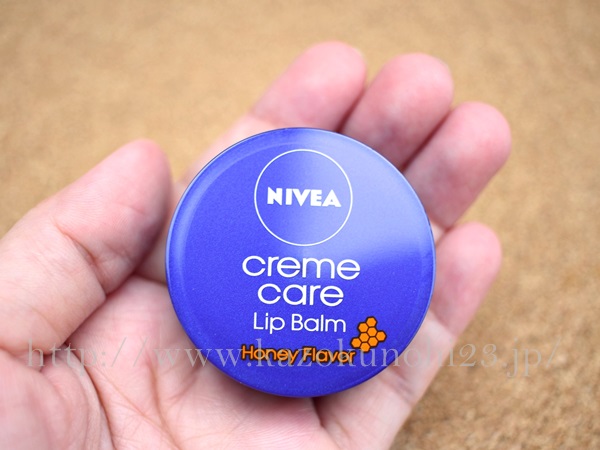 NIVEA
creme
care
Lip Balm
Honey Flavor